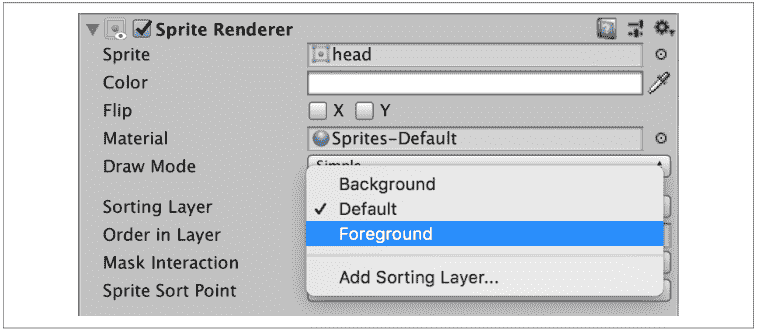 Sprite Renderer
Sprite head
Color
Flip X Y
Material Sprites-Default
Draw Mode Simple
Background
Sorting Layer ✓ Default
Order in Layer Foreground
Mask Interaction
Add Sorting Layer...
Sprite Sort Point